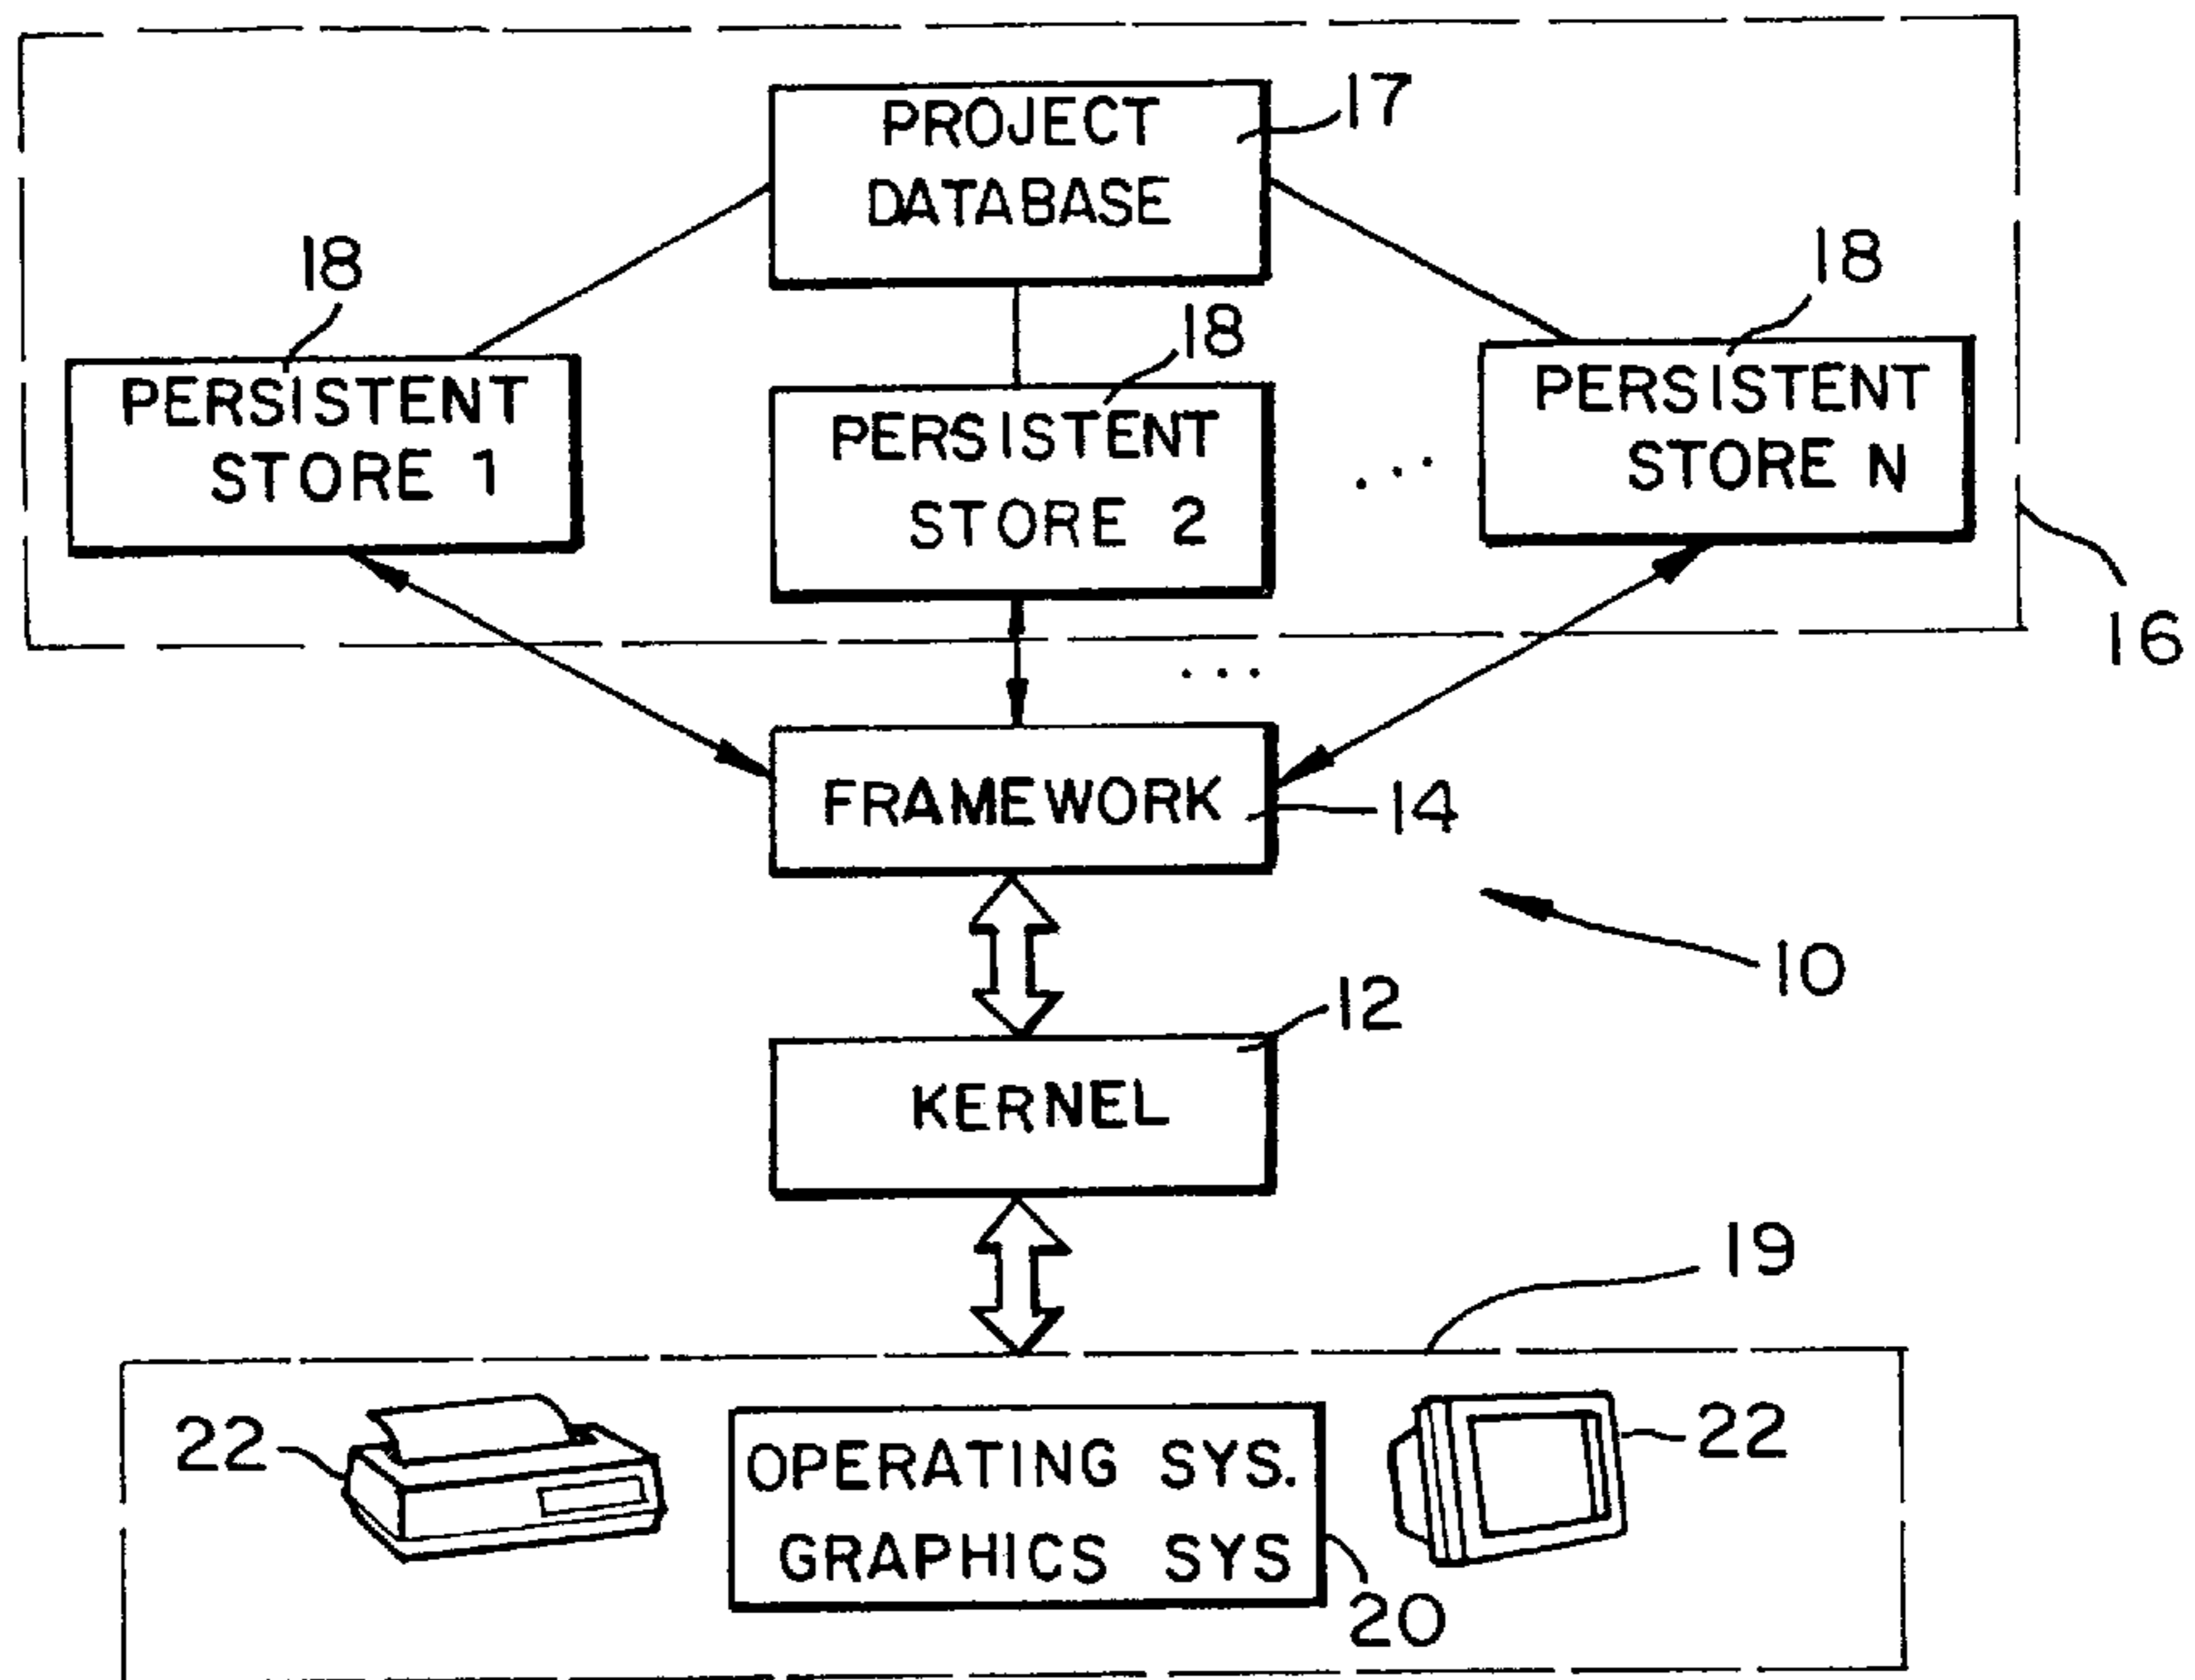 PROJECT
DATABASE
17
18
18
18
PERSISTENT
STORE 1
PERSISTENT
STORE 2
...
PERSISTENT
STORE N
16
...
FRAMEWORK
14
10
12
KERNEL
19
22
OPERATING SYS.
GRAPHICS SYS
22
20